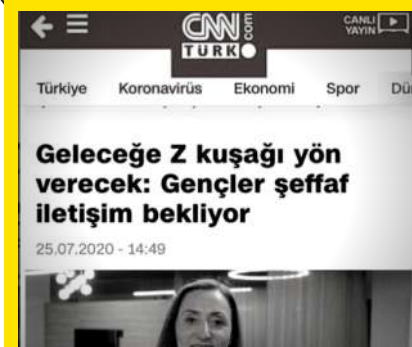 CNN
.com
TÜRK
CANLI
YAYIN
Türkiye Koronavirüs Ekonomi Spor
Geleceğe Z kuşağı yön
verecek: Gençler şeffaf
iletişim bekliyor
25.07.2020 - 14:49